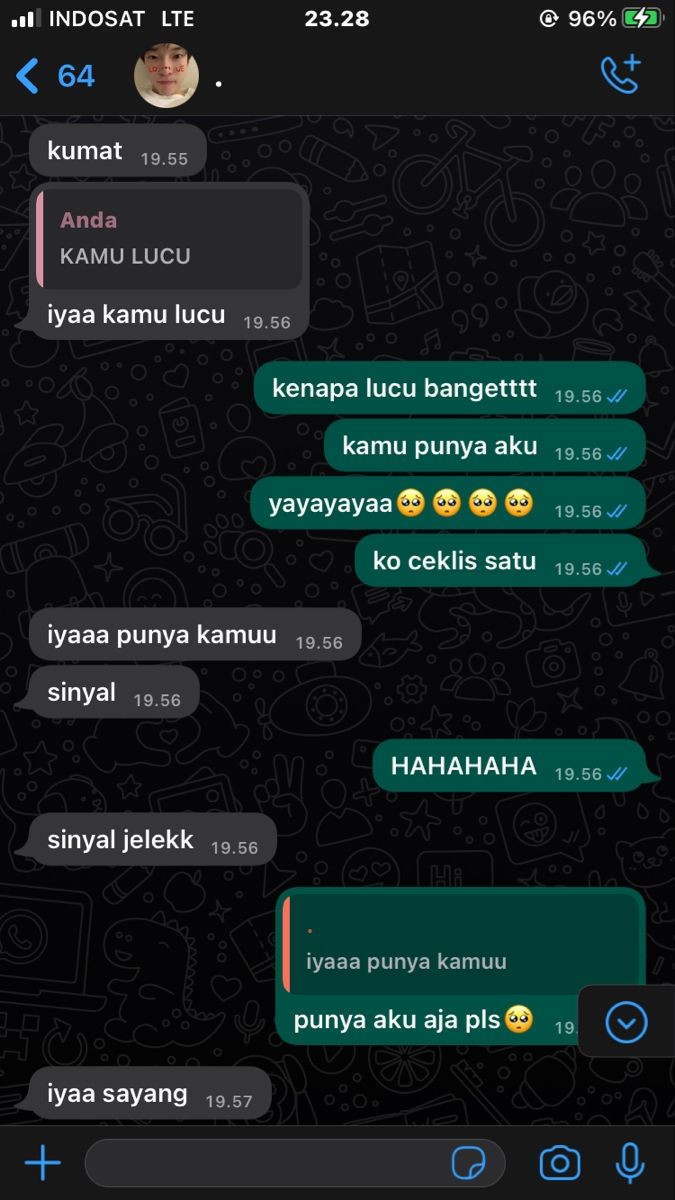 INDOSAT LTE 23.28 96%
64 .
kumat 19.55
Anda
KAMU LUCU
iyaa kamu lucu 19.56
kenapa lucu bangetttt 19.56
kamu punya aku 19.56
yayayayaa🥺🥺🥺🥺 19.56
ko ceklis satu 19.56
iyaaa punya kamuu 19.56
sinyal 19.56
HAHAHAHA 19.56
sinyal jelekk 19.56
.
iyaaa punya kamuu
punya aku aja pls🥺 19.
iyaa sayang 19.57